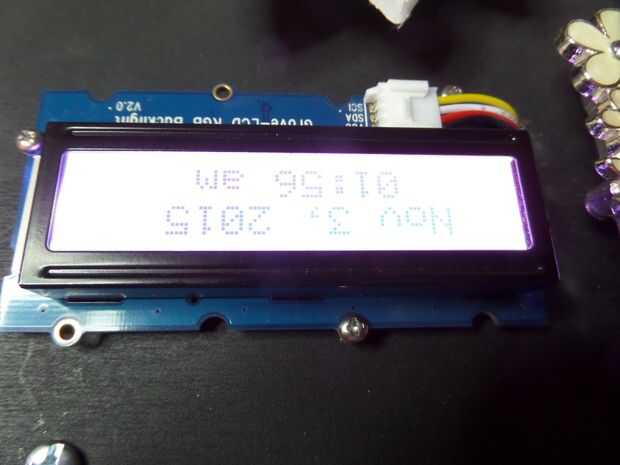 Nov 3, 2015
01:56 am
Grove-LCD RGB Backlight
V2.0
SDA
SCL